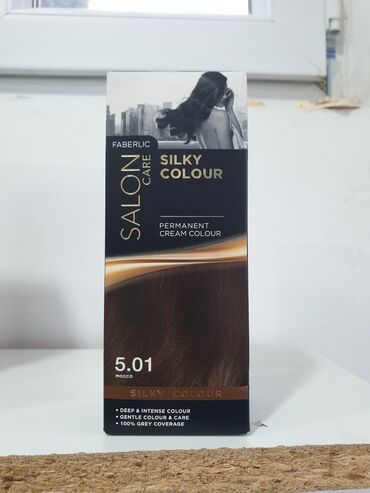 FABERLIC
SALON
CARE
SILKY
COLOUR
PERMANENT
CREAM COLOUR
5.01
MOCCO
SILKY COLOUR
• DEEP & INTENSE COLOUR
• GENTLE COLOUR & CARE
• 100% GREY COVERAGE